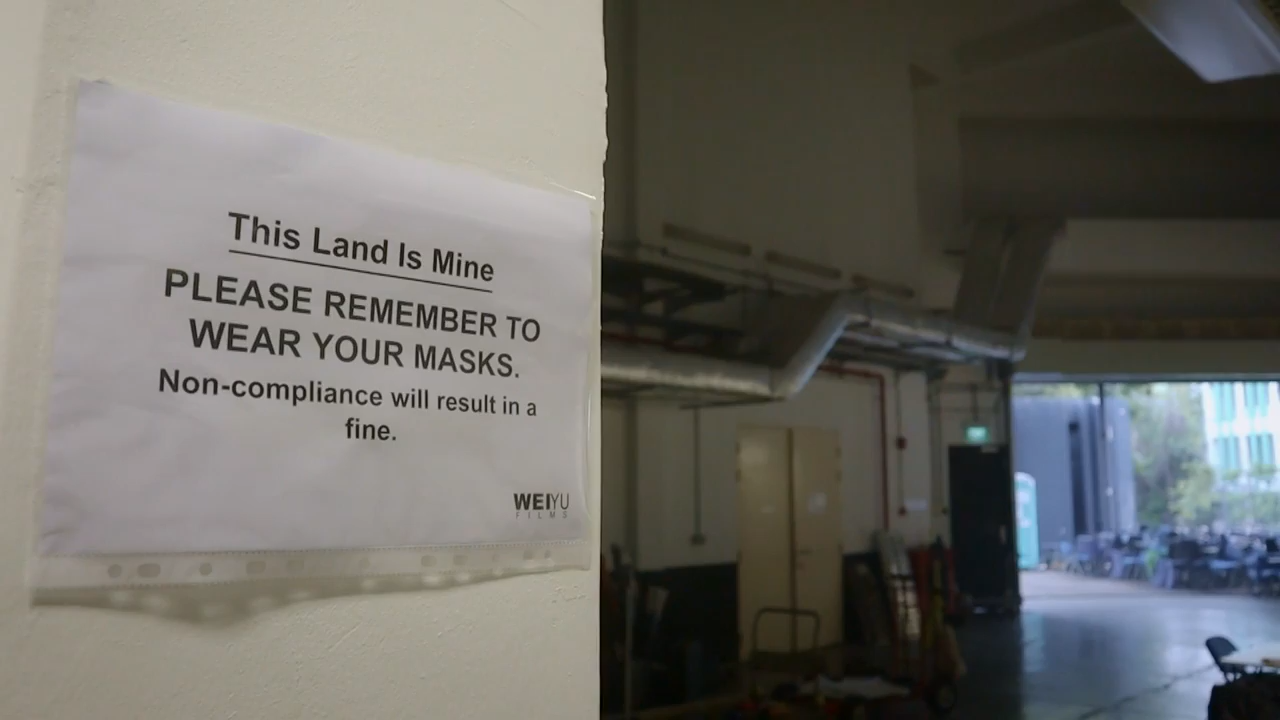 This Land Is Mine
PLEASE REMEMBER TO
WEAR YOUR MASKS.
Non-compliance will result in a
fine.
WEIYU
FILMS